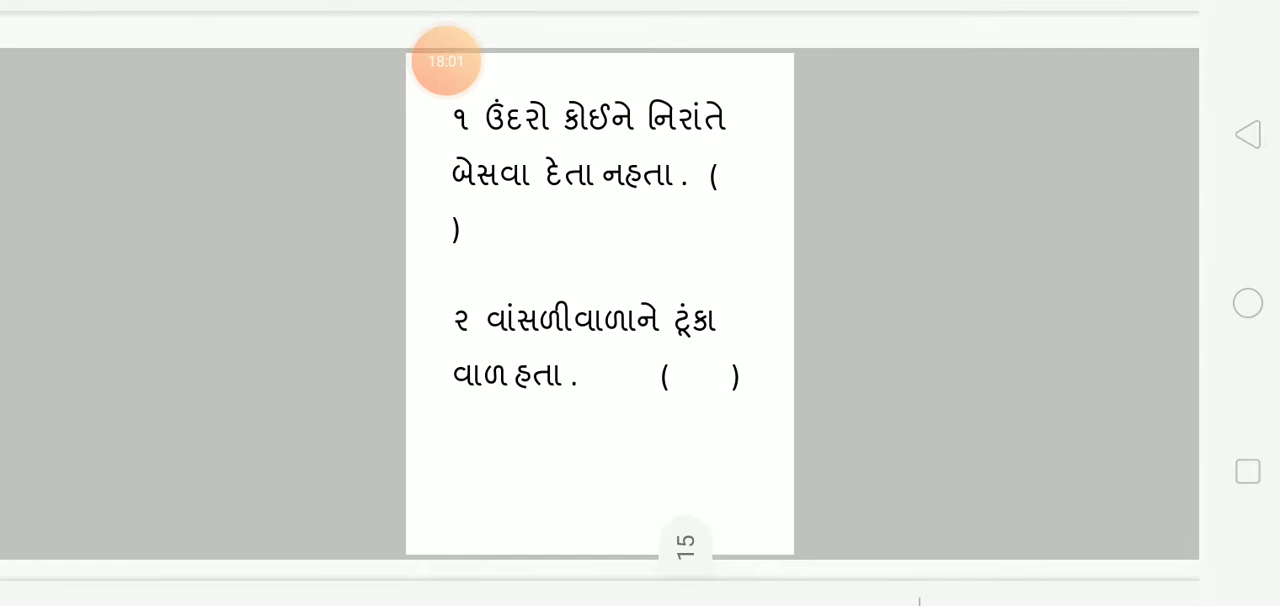 18:01
૧ ઉંદરો કોઈને નિરાંતે
બેસવા દેતા નહતા . (
)
૨ વાંસળીવાળાને ટૂંકા
વાળ હતા . ( )
15